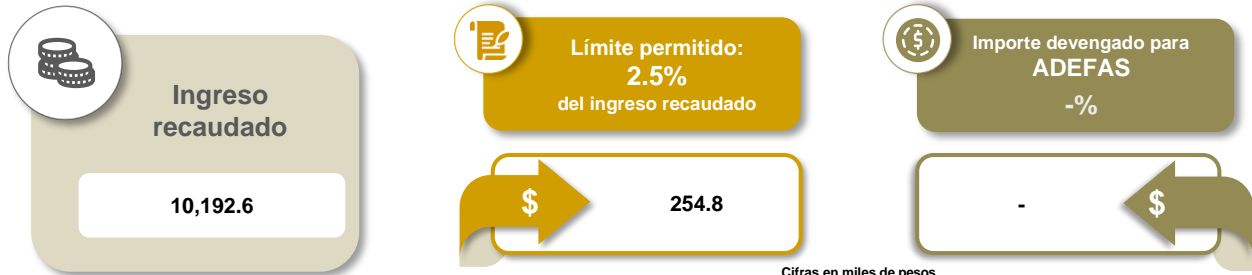 Ingreso
recaudado
10,192.6
Límite permitido:
2.5%
del ingreso recaudado
$
254.8
Importe devengado para
ADEFAS
-%
-
$
Cifras en miles de pesos